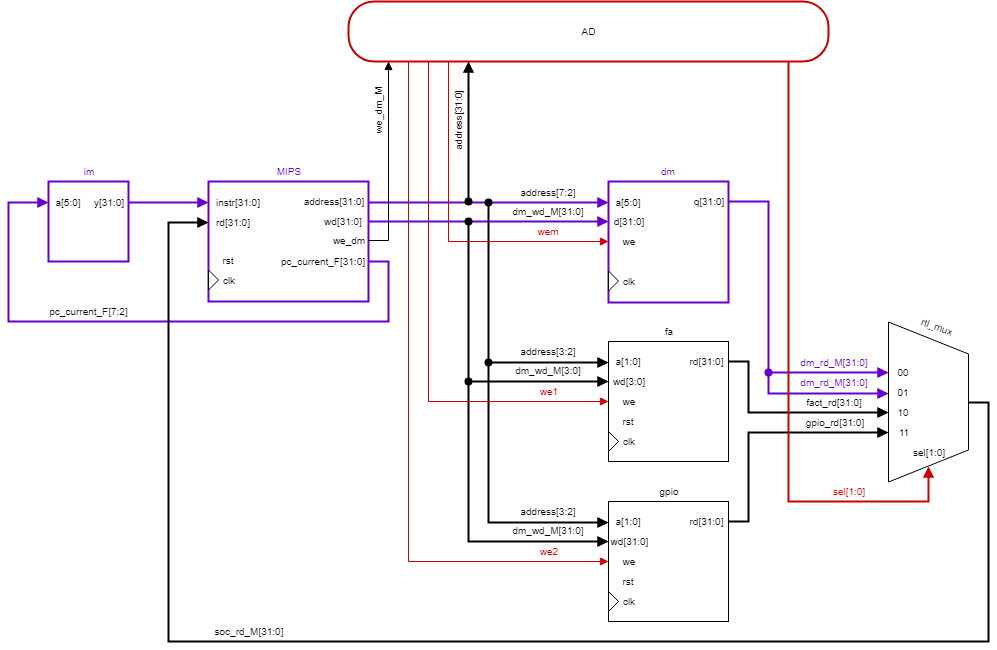 AD
we_dm_M
address[31:0]
im
MIPS
dm
a[5:0] y[31:0]
instr[31:0] address[31:0]
address[7:2]
a[5:0] q[31:0]
rd[31:0] wd[31:0]
dm_wd_M[31:0]
d[31:0]
we_dm
wem
we
rst pc_current_F[31:0]
clk
clk
pc_current_F[7:2]
fa
rtl_mux
address[3:2]
a[1:0] rd[31:0]
dm_rd_M[31:0]
00
dm_wd_M[3:0]
wd[3:0]
dm_rd_M[31:0]
01
we1
we
fact_rd[31:0]
10
rst
gpio_rd[31:0]
11
clk
sel[1:0]
gpio
sel[1:0]
address[3:2]
a[1:0] rd[31:0]
dm_wd_M[31:0]
wd[31:0]
we2
we
rst
clk
soc_rd_M[31:0]